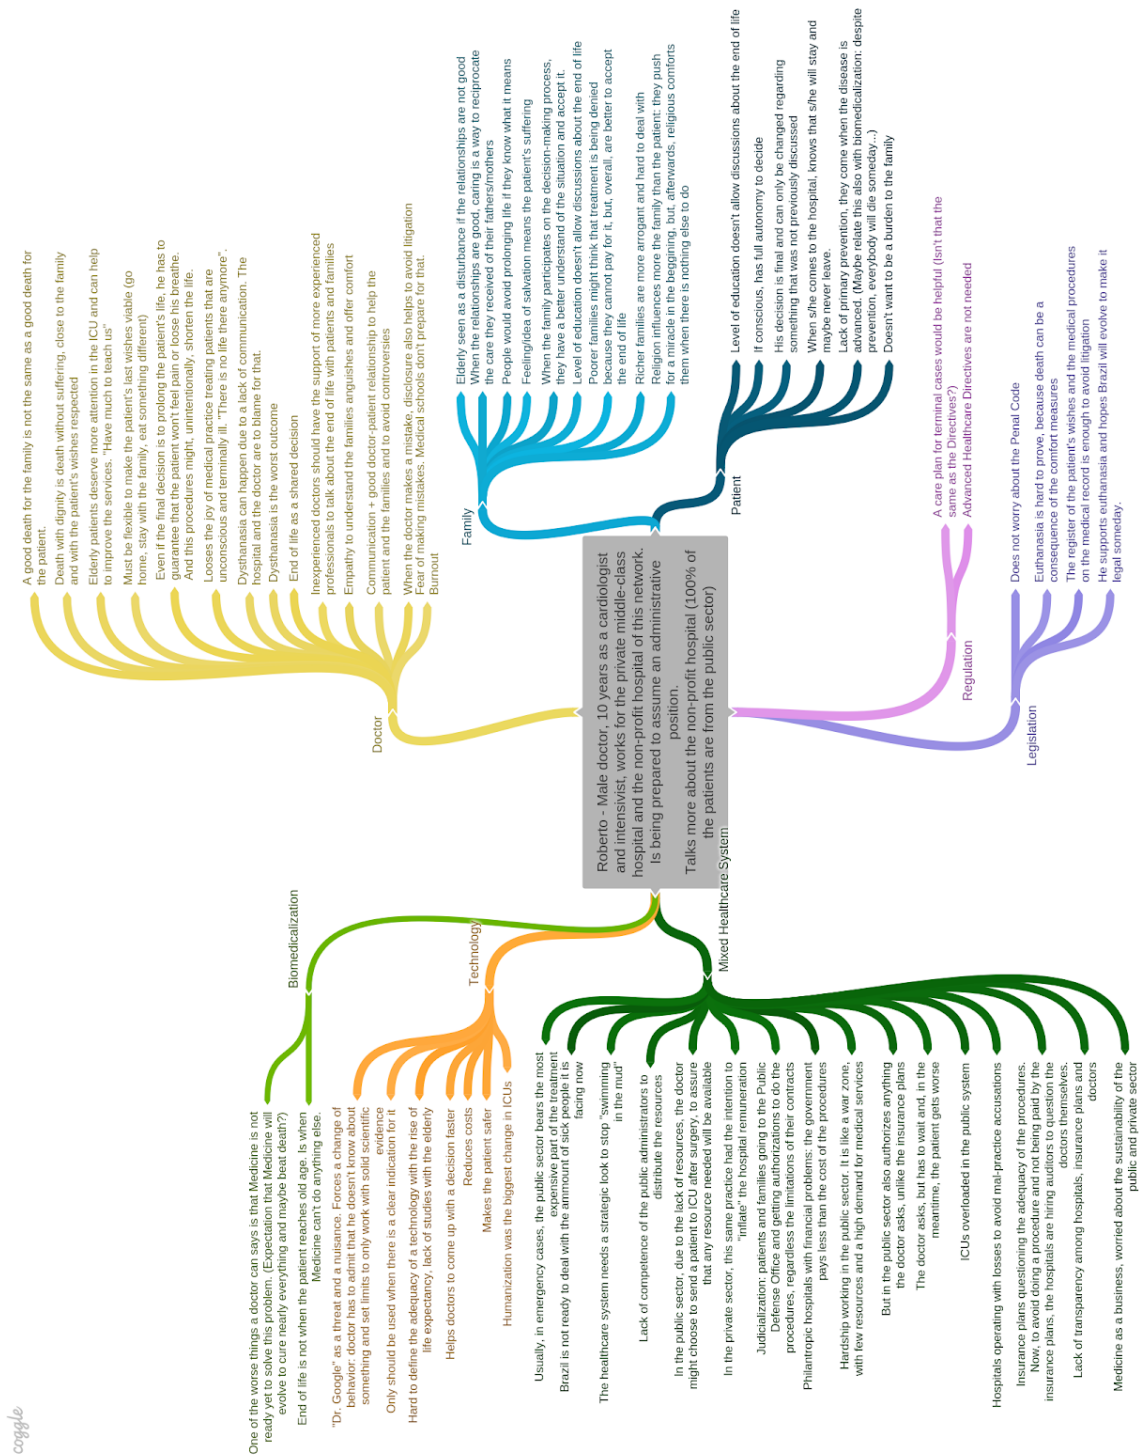 Roberto - Male doctor, 10 years as a cardiologist
and intensivist, works for the private middle-class
hospital and the non-profit hospital of this network.
Is being prepared to assume an administrative
position.
Talks more about the non-profit hospital (100% of
the patients are from the public sector)
Doctor
A good death for the family is not the same as a good death for
the patient.
Death with dignity is death without suffering, close to the family
and with the patient's wishes respected
Elderly patients deserve more attention in the ICU and can help
to improve the services. "Have much to teach us"
Must be flexible to make the patient's last wishes viable (go
home, stay with the family, eat something different)
Even if the final decision is to prolong the patient's life, he has to
guarantee that the patient won't feel pain or loose his breathe.
And this procedures might, unintentionally, shorten the life.
Looses the joy of medical practice treating patients that are
unconscious and terminally ill. "There is no life there anymore".
Dysthanasia can happen due to a lack of communication. The
hospital and the doctor are to blame for that.
Dysthanasia is the worst outcome
End of life as a shared decision
Inexperienced doctors should have the support of more experienced
professionals to talk about the end of life with patients and families
Empathy to understand the families anguishes and offer comfort
Communication + good doctor-patient relationship to help the
patient and the families and to avoid controversies
When the doctor makes a mistake, disclosure also helps to avoid litigation
Fear of making mistakes. Medical schools don't prepare for that.
Burnout
Family
Elderly seen as a disturbance if the relationships are not good
When the relationships are good, caring is a way to reciprocate
the care they received of their fathers/mothers
People would avoid prolonging life if they know what it means
Feeling/idea of salvation means the patient's suffering
When the family participates on the decision-making process,
they have a better understand of the situation and accept it.
Level of education doesn't allow discussions about the end of life
Poorer families might think that treatment is being denied
because they cannot pay for it, but, overall, are better to accept
the end of life
Richer families are more arrogant and hard to deal with
Religion influences more the family than the patient: they push
for a miracle in the beggining, but, afterwards, religious comforts
them when there is nothing else to do
Patient
Level of education doesn't allow discussions about the end of life
If conscious, has full autonomy to decide
His decision is final and can only be changed regarding
something that was not previously discussed
When s/he comes to the hospital, knows that s/he will stay and
maybe never leave.
Lack of primary prevention, they come when the disease is
advanced. (Maybe relate this also with biomedicalization: despite
prevention, everybody will die someday...)
Doesn't want to be a burden to the family
Regulation
A care plan for terminal cases would be helpful (isn't that the
same as the Directives?)
Advanced Healthcare Directives are not needed
Legislation
Does not worry about the Penal Code
Euthanasia is hard to prove, because death can be a
consequence of the comfort measures
The register of the patient's wishes and the medical procedures
on the medical record is enough to avoid litigation
He supports euthanasia and hopes Brazil will evolve to make it
legal someday.
Biomedicalization
One of the worse things a doctor can says is that Medicine is not
ready yet to solve this problem. (Expectation that Medicine will
evolve to cure nearly everything and maybe beat death?)
End of life is not when the patient reaches old age. Is when
Medicine can't do anything else.
Technology
"Dr. Google" as a threat and a nuisance. Forces a change of
behavior: doctor has to admit that he doesn't know about
something and set limits to only work with solid scientific
evidence
Only should be used when there is a clear indication for it
Hard to define the adequacy of a technology with the rise of
life expectancy, lack of studies with the elderly
Helps doctors to come up with a decision faster
Reduces costs
Makes the patient safer
Humanization was the biggest change in ICUs
Mixed Healthcare System
Usually, in emergency cases, the public sector bears the most
expensive part of the treatment
Brazil is not ready to deal with the ammount of sick people it is
facing now
The healthcare system needs a strategic look to stop "swimming
in the mud"
Lack of competence of the public administrators to
distribute the resources
In the public sector, due to the lack of resources, the doctor
might choose to send a patient to ICU after surgery, to assure
that any resource needed will be available
In the private sector, this same practice had the intention to
"inflate" the hospital remuneration
Judicialization: patients and families going to the Public
Defense Office and getting authorizations to do the
procedures, regardless the limitations of their contracts
Philantropic hospitals with financial problems: the government
pays less than the cost of the procedures
Hardship working in the public sector. It is like a war zone,
with few resources and a high demand for medical services
But in the public sector also authorizes anything
the doctor asks, unlike the insurance plans
The doctor asks, but has to wait and, in the
meantime, the patient gets worse
ICUs overloaded in the public system
Hospitals operating with losses to avoid mal-practice accusations
Insurance plans questioning the adequacy of the procedures.
Now, to avoid doing a procedure and not being paid by the
insurance plans, the hospitals are hiring auditors to question the
doctors themselves.
Lack of transparency among hospitals, insurance plans and
doctors
Medicine as a business, worried about the sustainability of the
public and private sector
coggle